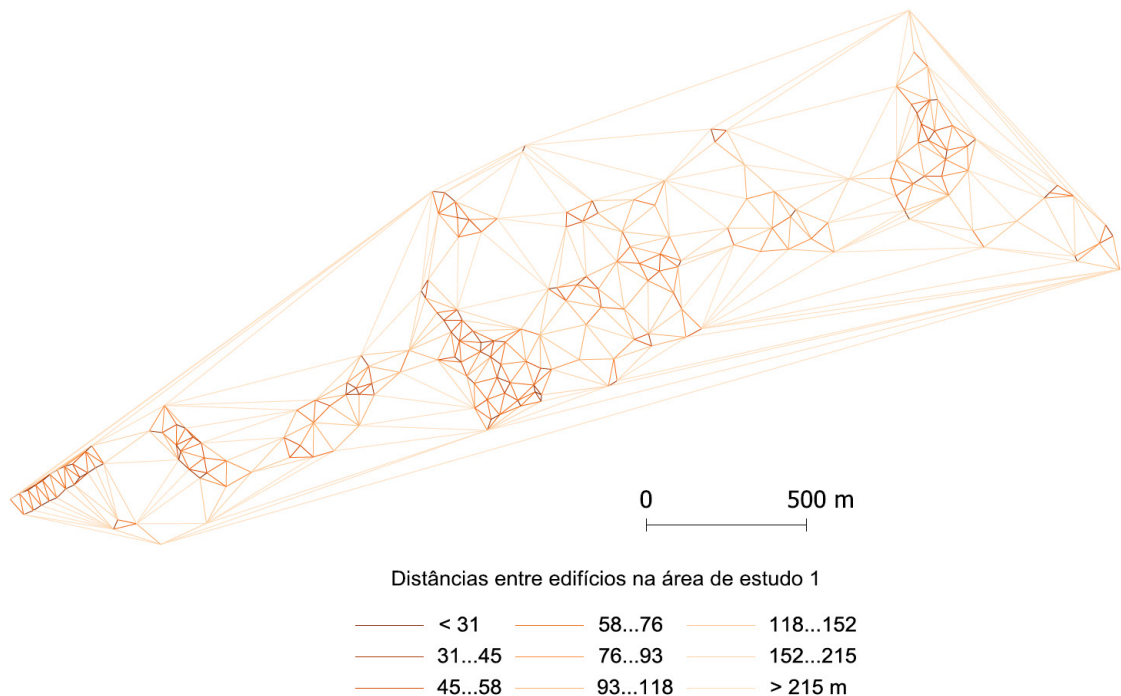 0 500 m
Distâncias entre edifícios na área de estudo 1
< 31 58...76 118...152
31...45 76...93 152...215
45...58 93...118 > 215 m